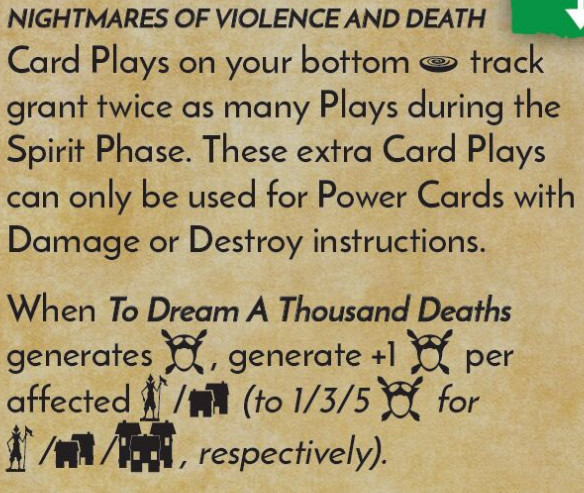 NIGHTMARES OF VIOLENCE AND DEATH
Card Plays on your bottom track
grant twice as many Plays during the
Spirit Phase. These extra Card Plays
can only be used for Power Cards with
Damage or Destroy instructions.
When To Dream A Thousand Deaths
generates , generate +1 per
affected / (to 1/3/5 for
/ / , respectively).